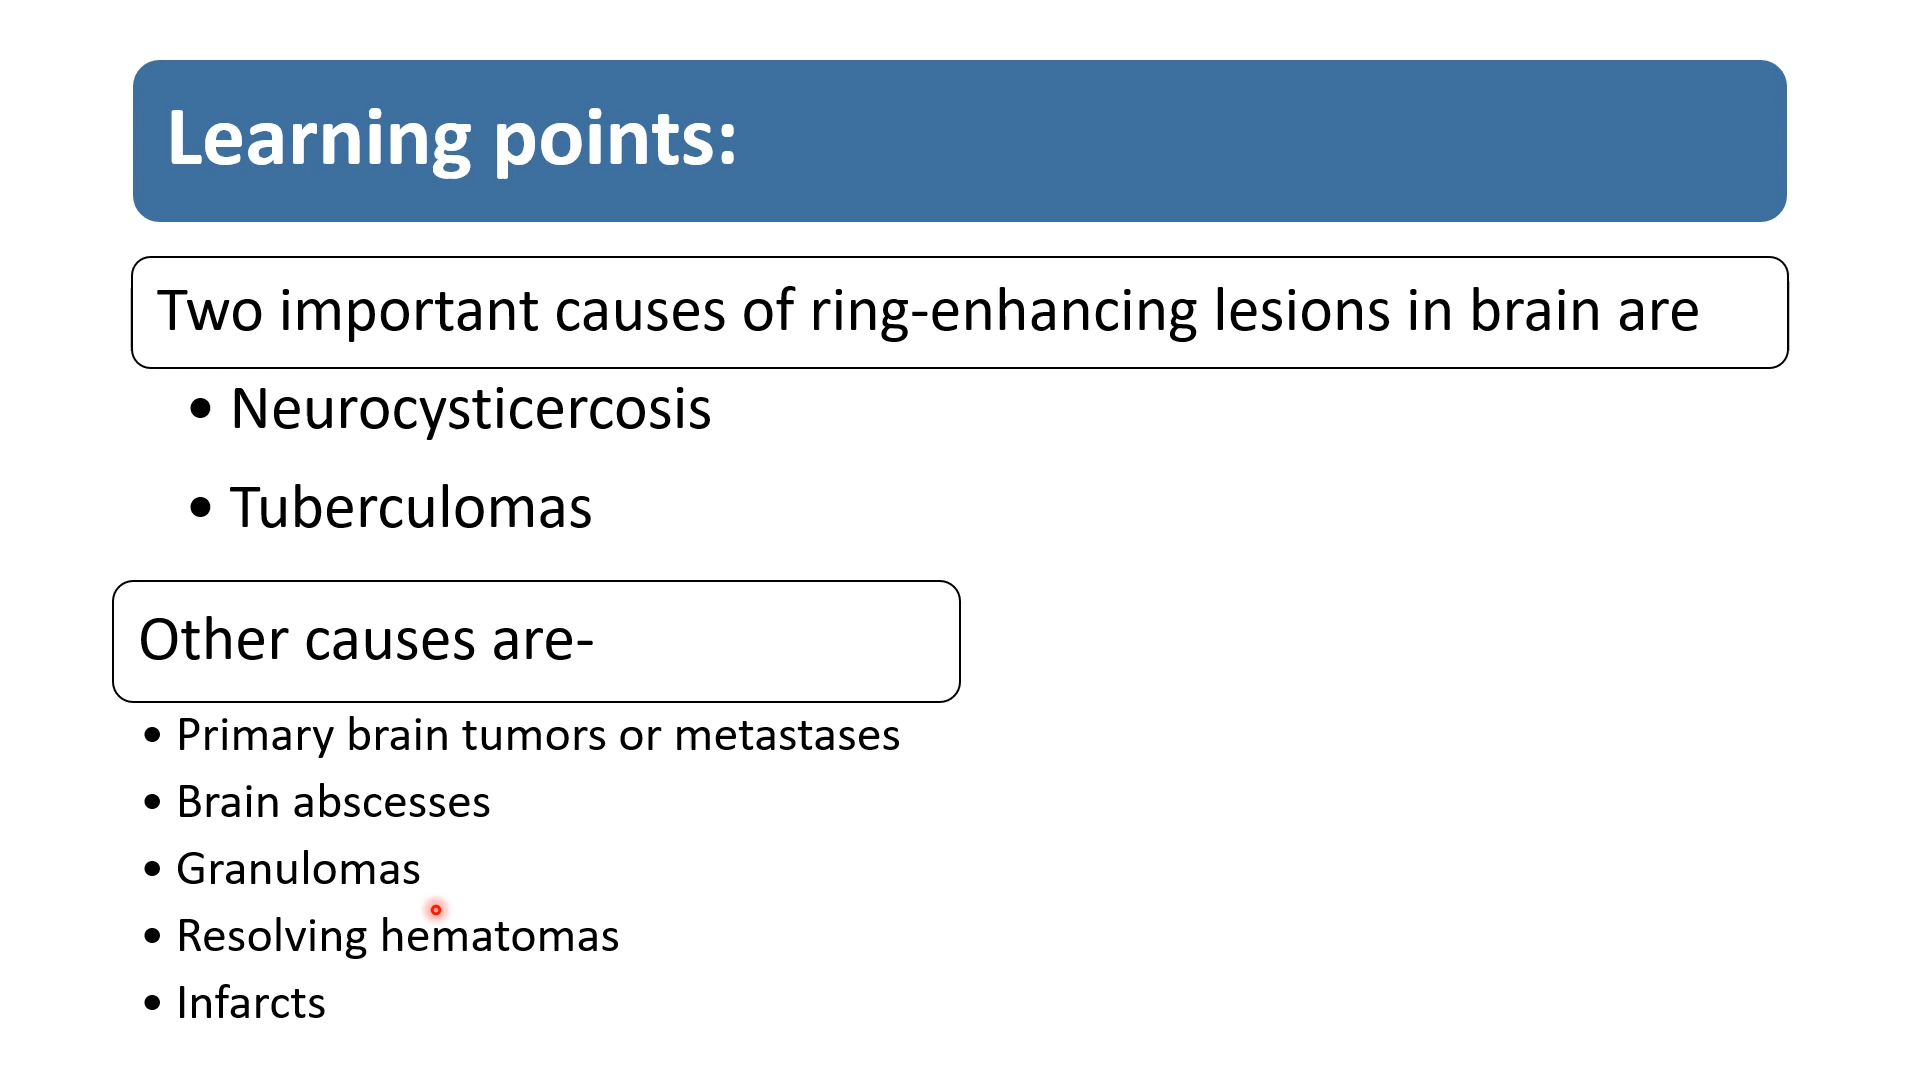 Learning points:
Two important causes of ring-enhancing lesions in brain are
• Neurocysticercosis
• Tuberculomas
Other causes are-
• Primary brain tumors or metastases
• Brain abscesses
• Granulomas
• Resolving hematomas
• Infarcts